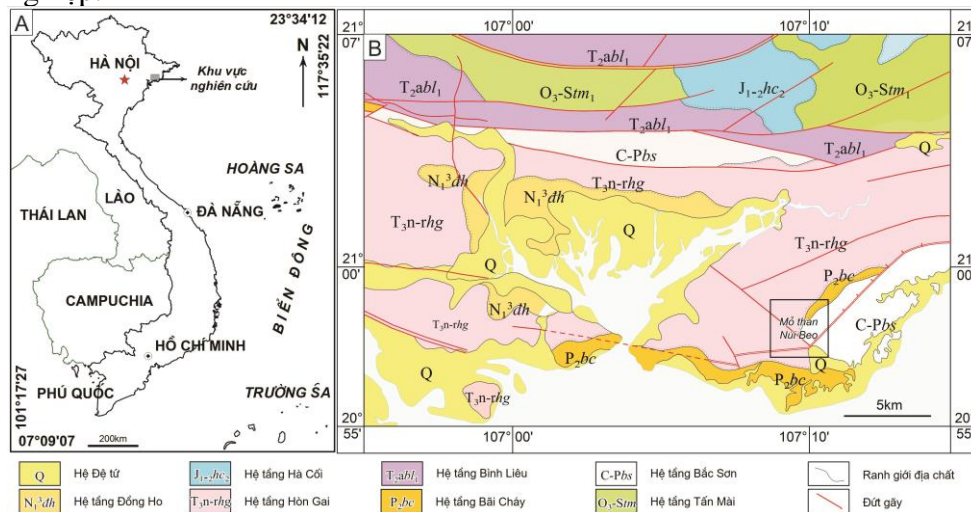 A
23°34'12
117°35'22
N
HÀ NỘI
Khu vực
nghiên cứu
HOÀNG SA
LÀO
THÁI LAN
ĐÀ NẴNG
BIỂN ĐÔNG
CAMPUCHIA
HỒ CHÍ MINH
PHÚ QUỐC
TRƯỜNG SA
101°17'27
07°09'07
200km
B
107°00'
107°10'
21°
07'
21°
07'
T₂abl₁
T₂abl₁
O₃-Stm₁
J₁₋₂hc₂
O₃-Stm₁
T₂abl₁
T₂abl₁
C-Pbs
Q
N₁³dh
N₁³dh
T₃n-rhg
T₃n-rhg
Q
T₃n-rhg
21°
00'
21°
00'
Q
P₂bc
N₁³dh
Mỏ than
Núi Béo
C-Pbs
T₃n-rhg
P₂bc
Q
Q
P₂bc
T₃n-rhg
5km
20°
55'
20°
55'
107°00'
107°10'
Q Hệ Đệ tứ
J₁₋₂hc₂ Hệ tầng Hà Cối
T₂abl₁ Hệ tầng Bình Liêu
C-Pbs Hệ tầng Bắc Sơn
Ranh giới địa chất
N₁³dh Hệ tầng Đồng Ho
T₃n-rhg Hệ tầng Hòn Gai
P₂bc Hệ tầng Bãi Cháy
O₃-Stm Hệ tầng Tấn Mài
Đứt gãy